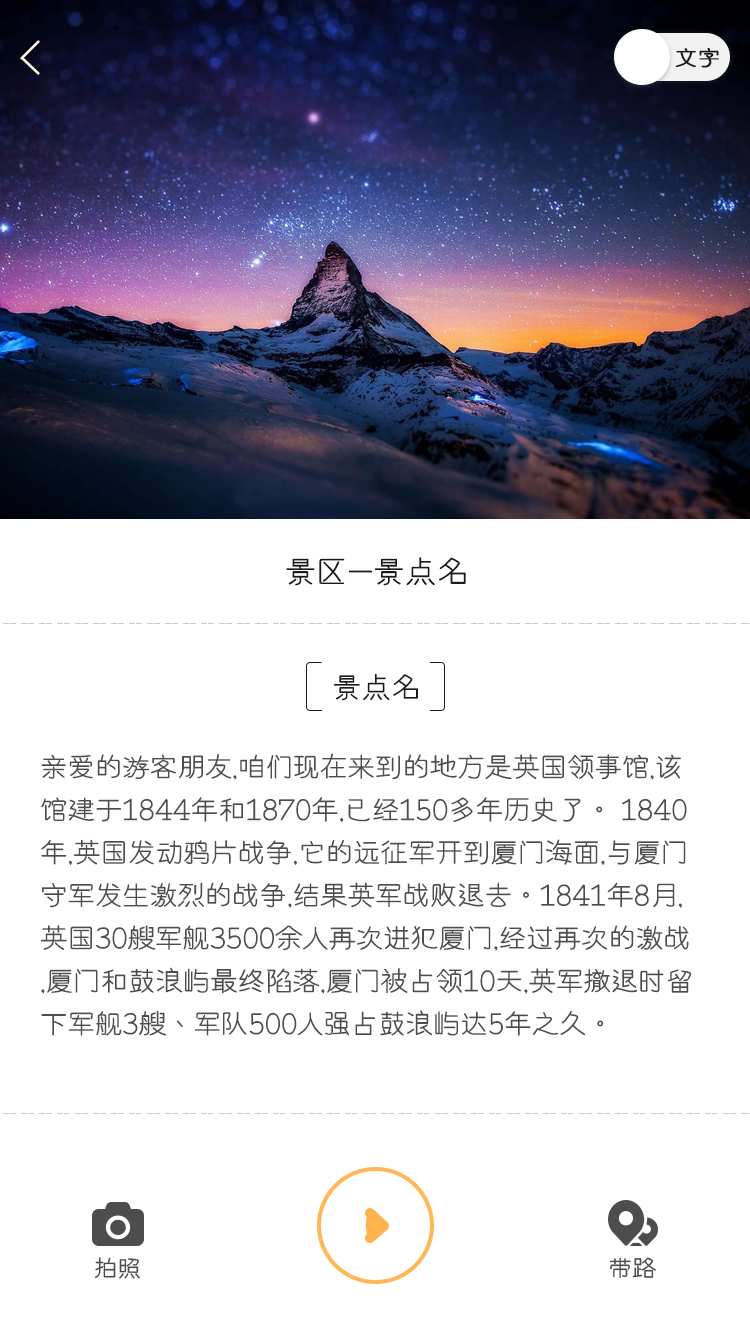 文字
景区一景点名
景点名
亲爱的游客朋友,咱们现在来到的地方是英国领事馆,该
馆建于1844年和1870年,已经150多年历史了。 1840
年,英国发动鸦片战争,它的远征军开到厦门海面,与厦门
守军发生激烈的战争,结果英军战败退去。1841年8月,
英国30艘军舰3500余人再次进犯厦门,经过再次的激战
,厦门和鼓浪屿最终陷落,厦门被占领10天,英军撤退时留
下军舰3艘、军队500人强占鼓浪屿达5年之久。
拍照
带路